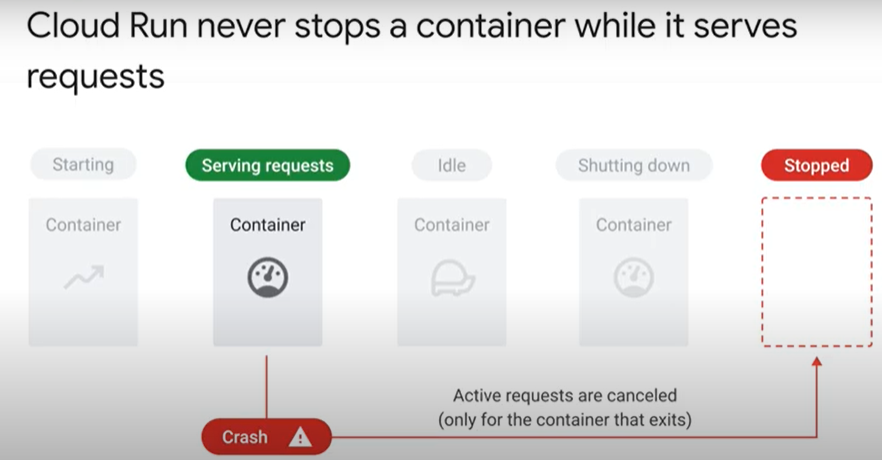 Cloud Run never stops a container while it serves
requests
Starting
Serving requests
Idle
Shutting down
Stopped
Container
Container
Container
Container
Active requests are canceled
(only for the container that exits)
Crash